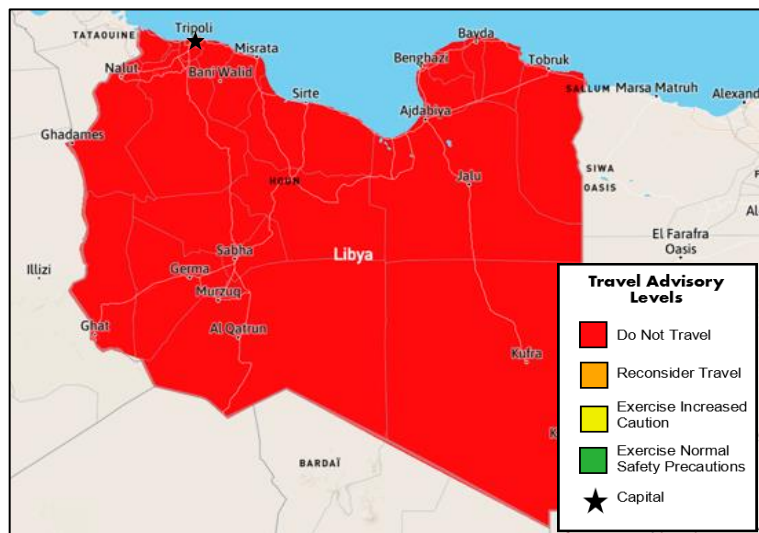 Tripoli
TATAOUINE
Misrata
Nalut
Bani Walid
Sirte
Ghadames
HOUN
Bayda
Benghazi
Tobruk
Ajdabiya
SALLUM
Marsa Matruh
Alexand
Jalu
SIWA
OASIS
El Farafra
Oasis
Al
Illizi
Sabha
Germa
Murzuq
Libya
Ghat
Al Qatrun
Kufra
BARDAÏ
Travel Advisory
Levels
Do Not Travel
Reconsider Travel
Exercise Increased
Caution
Exercise Normal
Safety Precautions
Capital